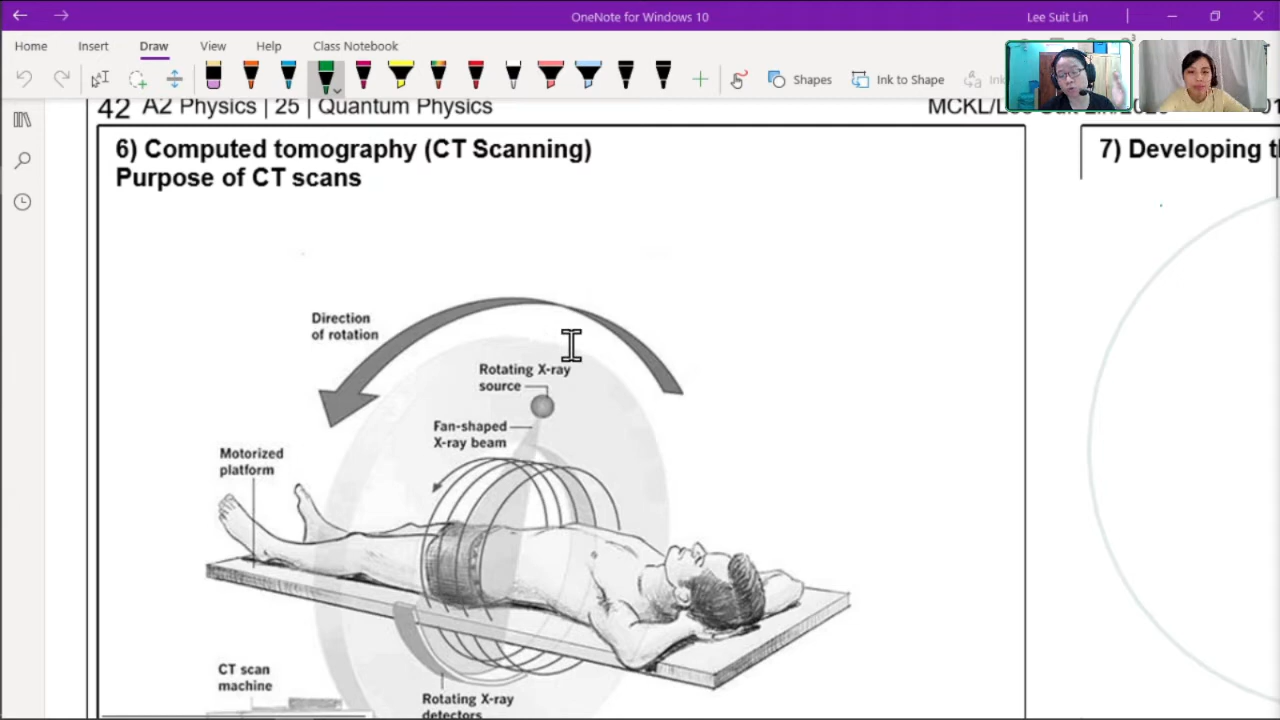 OneNote for Windows 10
Lee Suit Lin
Home Insert Draw View Help Class Notebook
Shapes
Ink to Shape
42 A2 Physics | 25 | Quantum Physics
6) Computed tomography (CT Scanning)
Purpose of CT scans
7) Developing
Direction
of rotation
Rotating X-ray
source
Fan-shaped
X-ray beam
Motorized
platform
CT scan
machine
Rotating X-ray
detectors